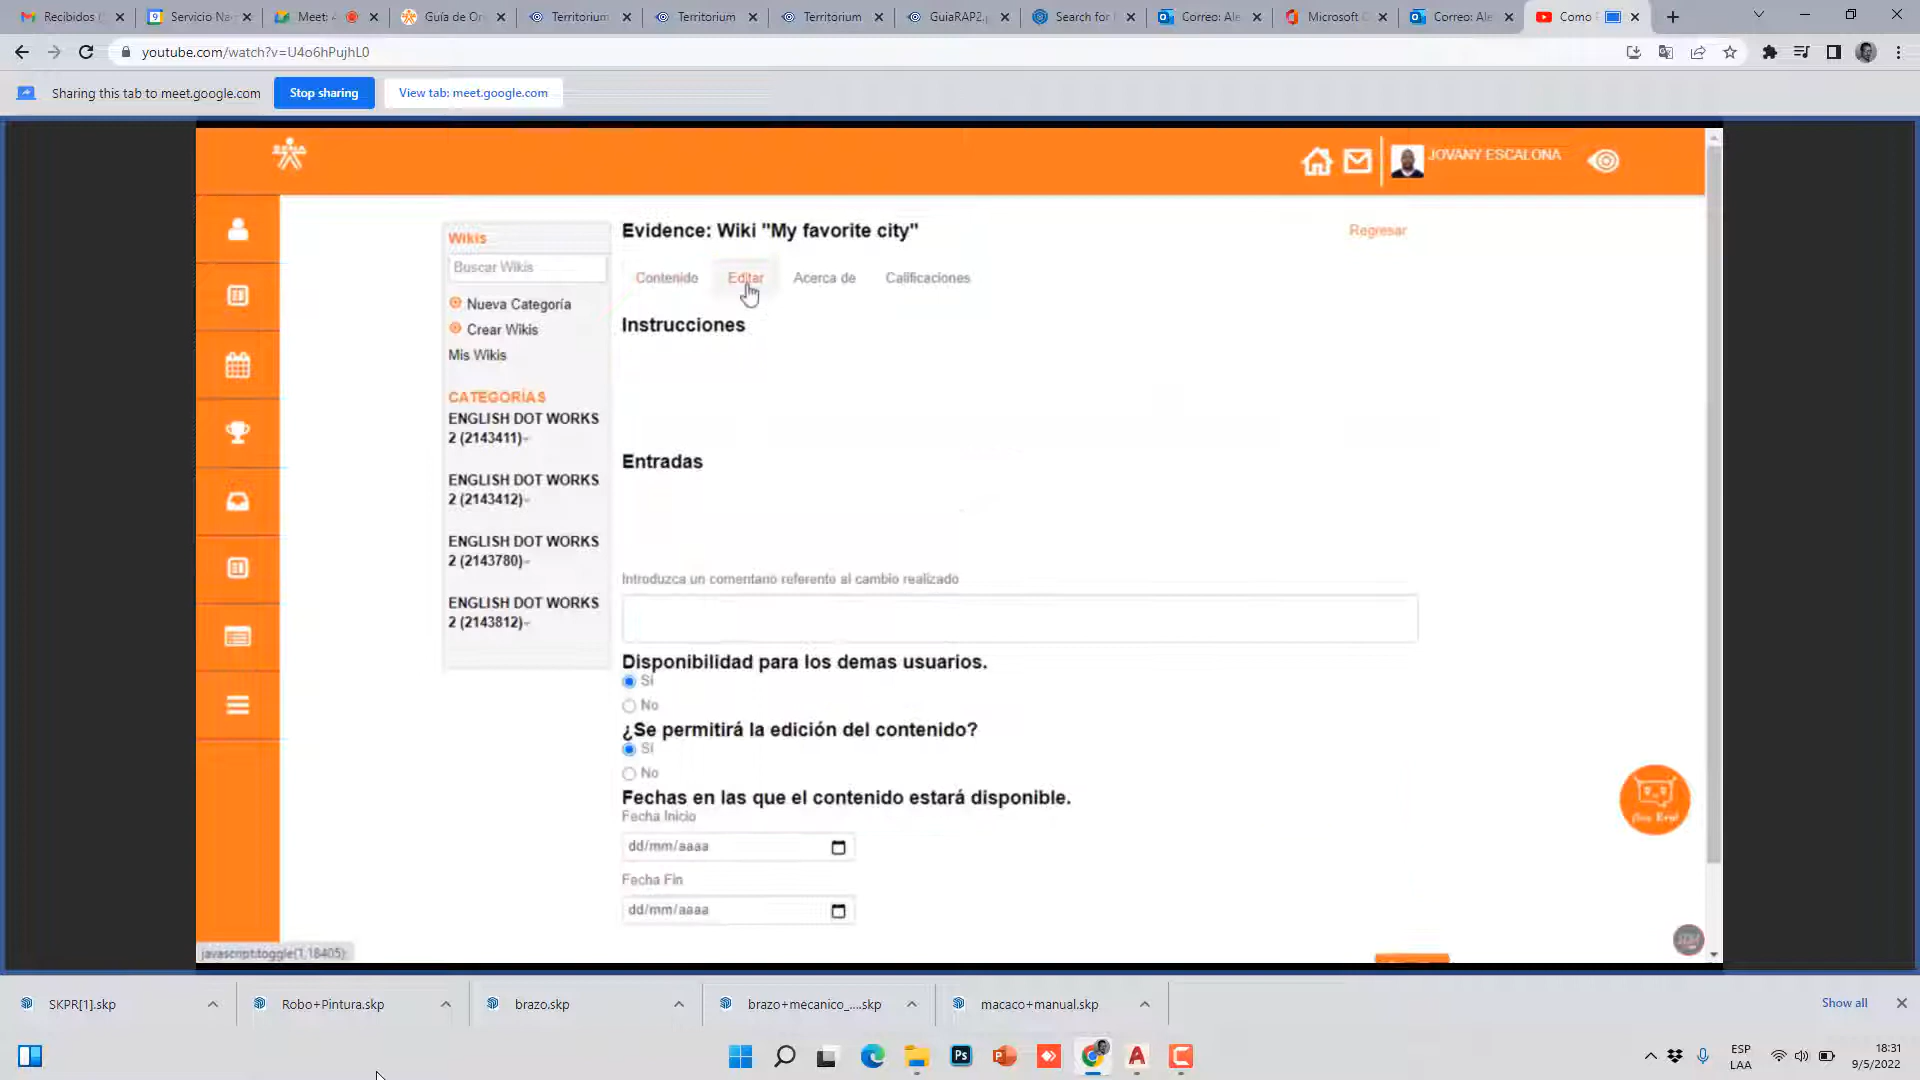 Recibidos
Servicio Na
Meet:
Guía de Or
Territorium
Territorium
Territorium
GuiaRAP2.
Search for
Correo: Ale
Microsoft
Correo: Ale
Como
youtube.com/watch?v=U4o6hPujhL0
Sharing this tab to meet.google.com
Stop sharing
View tab: meet.google.com
SENA
JOVANY ESCALONA
Wikis
Buscar Wikis
Nueva Categoría
Crear Wikis
Mis Wikis
CATEGORÍAS
ENGLISH DOT WORKS
2 (2143411)-
ENGLISH DOT WORKS
2 (2143412)-
ENGLISH DOT WORKS
2 (2143780)-
ENGLISH DOT WORKS
2 (2143812)-
Evidence: Wiki "My favorite city"
Regresar
Contenido Editar Acerca de Calificaciones
Instrucciones
Entradas
Introduzca un comentario referente al cambio realizado
Disponibilidad para los demas usuarios.
Sí
No
¿Se permitirá la edición del contenido?
Sí
No
Fechas en las que el contenido estará disponible.
Fecha Inicio
dd/mm/aaaa
Fecha Fin
dd/mm/aaaa
javascript:toggle(1,18405);
SKPR[1].skp
Robo+Pintura.skp
brazo.skp
brazo+mecanico_....skp
macaco+manual.skp
Show all
Ps
ESP
LAA
18:31
9/5/2022